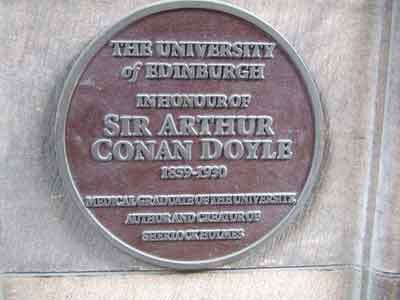 THE UNIVERSITY
of EDINBURGH
IN HONOUR OF
SIR ARTHUR
CONAN DOYLE
1859-1930
MEDICAL GRADUATE OF THE UNIVERSITY,
AUTHOR AND CREATOR OF
SHERLOCK HOLMES